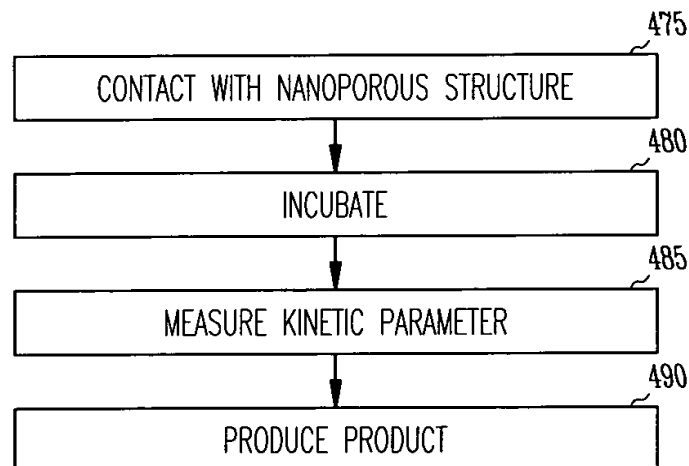 475
CONTACT WITH NANOPOROUS STRUCTURE
480
INCUBATE
485
MEASURE KINETIC PARAMETER
490
PRODUCE PRODUCT